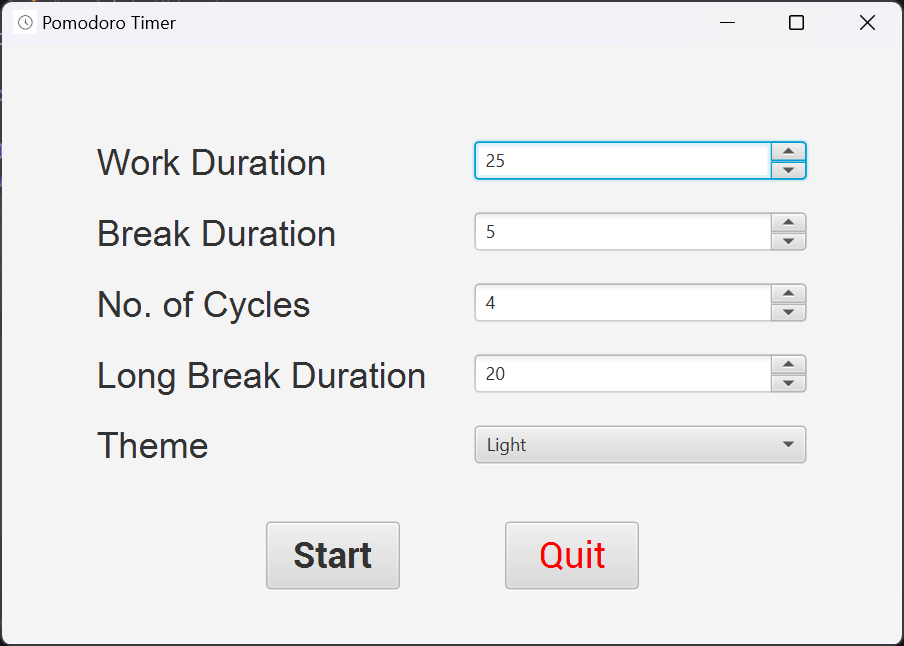 Pomodoro Timer
Work Duration 25
Break Duration 5
No. of Cycles 4
Long Break Duration 20
Theme Light
Start Quit